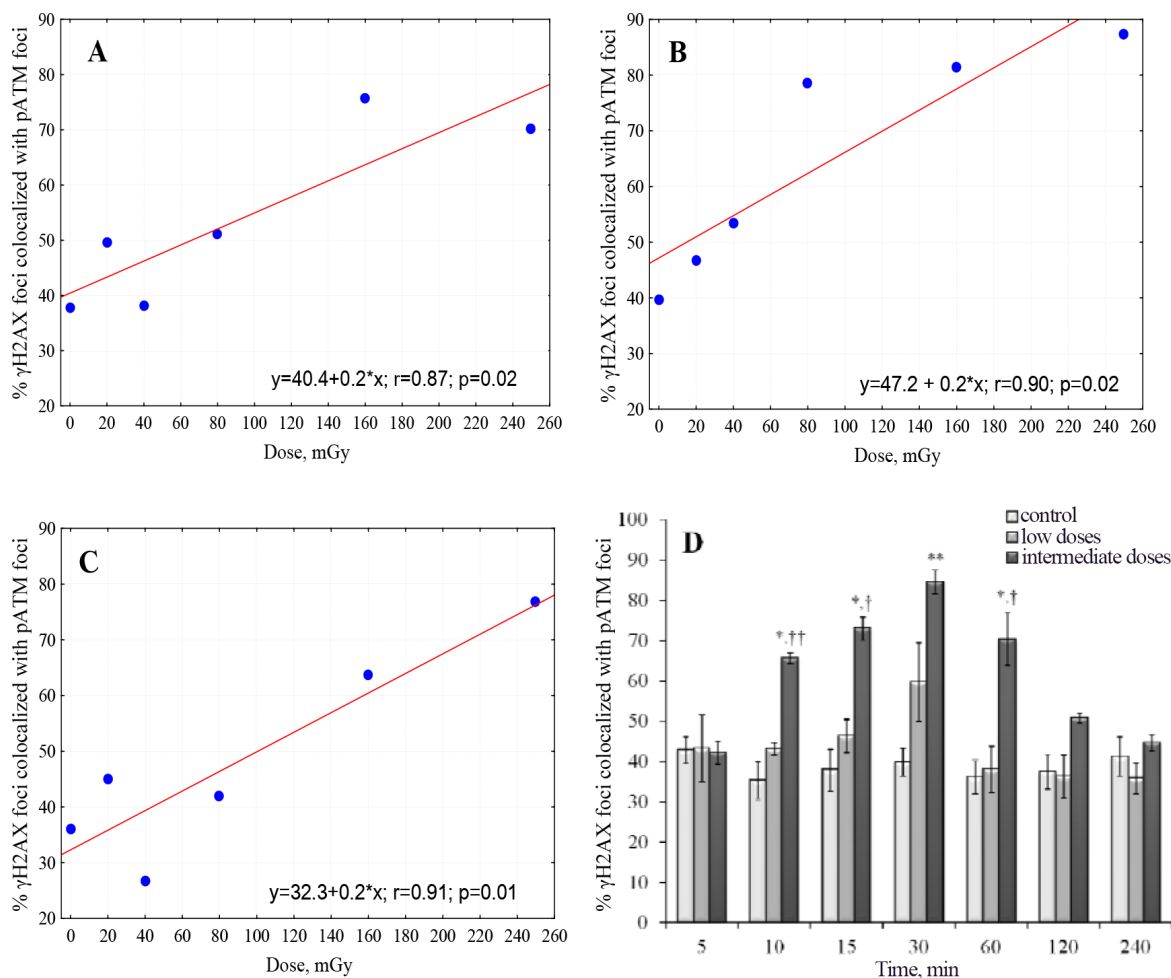 A
% γH2AX foci colocalized with pATM foci
90
80
70
60
50
40
30
20
y=40.4+0.2*x; r=0.87; p=0.02
0 20 40 60 80 100 120 140 160 180 200 220 240 260
Dose, mGy
B
% γH2AX foci colocalized with pATM foci
90
80
70
60
50
40
30
20
y=47.2 + 0.2*x; r=0.90; p=0.02
0 20 40 60 80 100 120 140 160 180 200 220 240 260
Dose, mGy
C
% γH2AX foci colocalized with pATM foci
90
80
70
60
50
40
30
20
y=32.3+0.2*x; r=0.91; p=0.01
0 20 40 60 80 100 120 140 160 180 200 220 240 260
Dose, mGy
D
control
low doses
intermediate doses
% γH2AX foci colocalized with pATM foci
100
90
80
70
60
50
40
30
20
10
0
*,††
*,†
**
*,†
5 10 15 30 60 120 240
Time, min